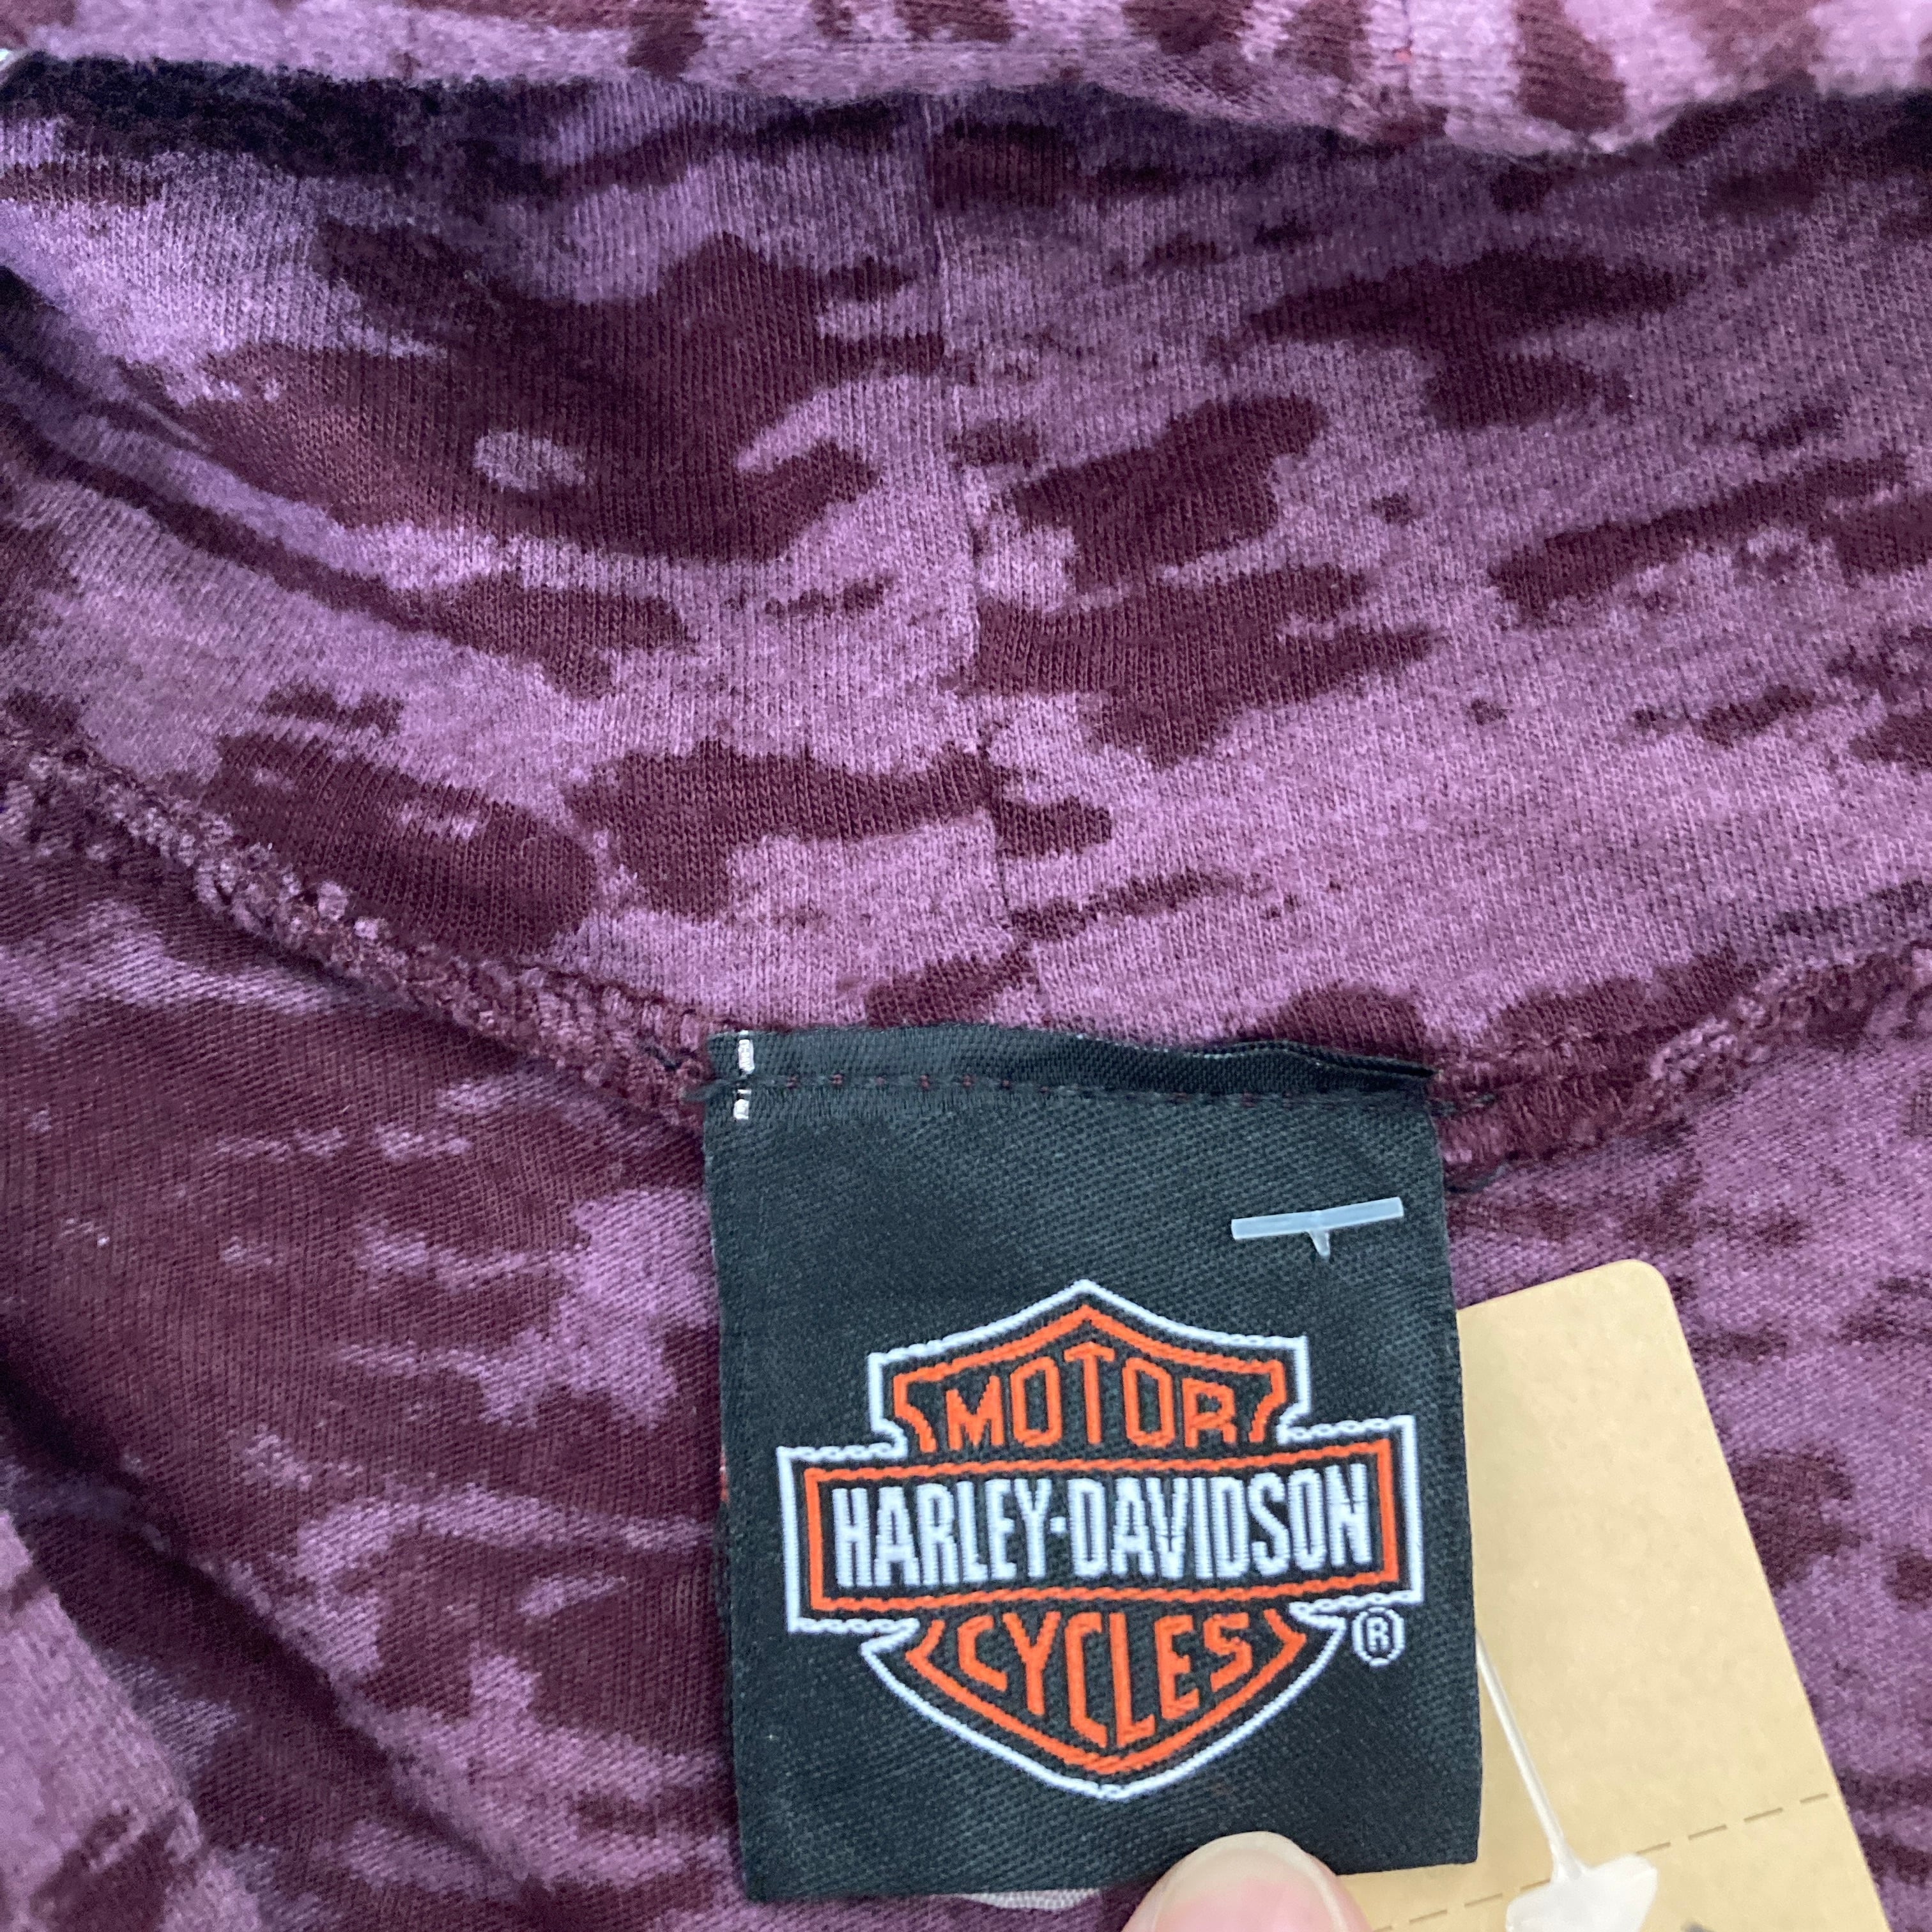 MOTOR
HARLEY-DAVIDSON
CYCLES
®